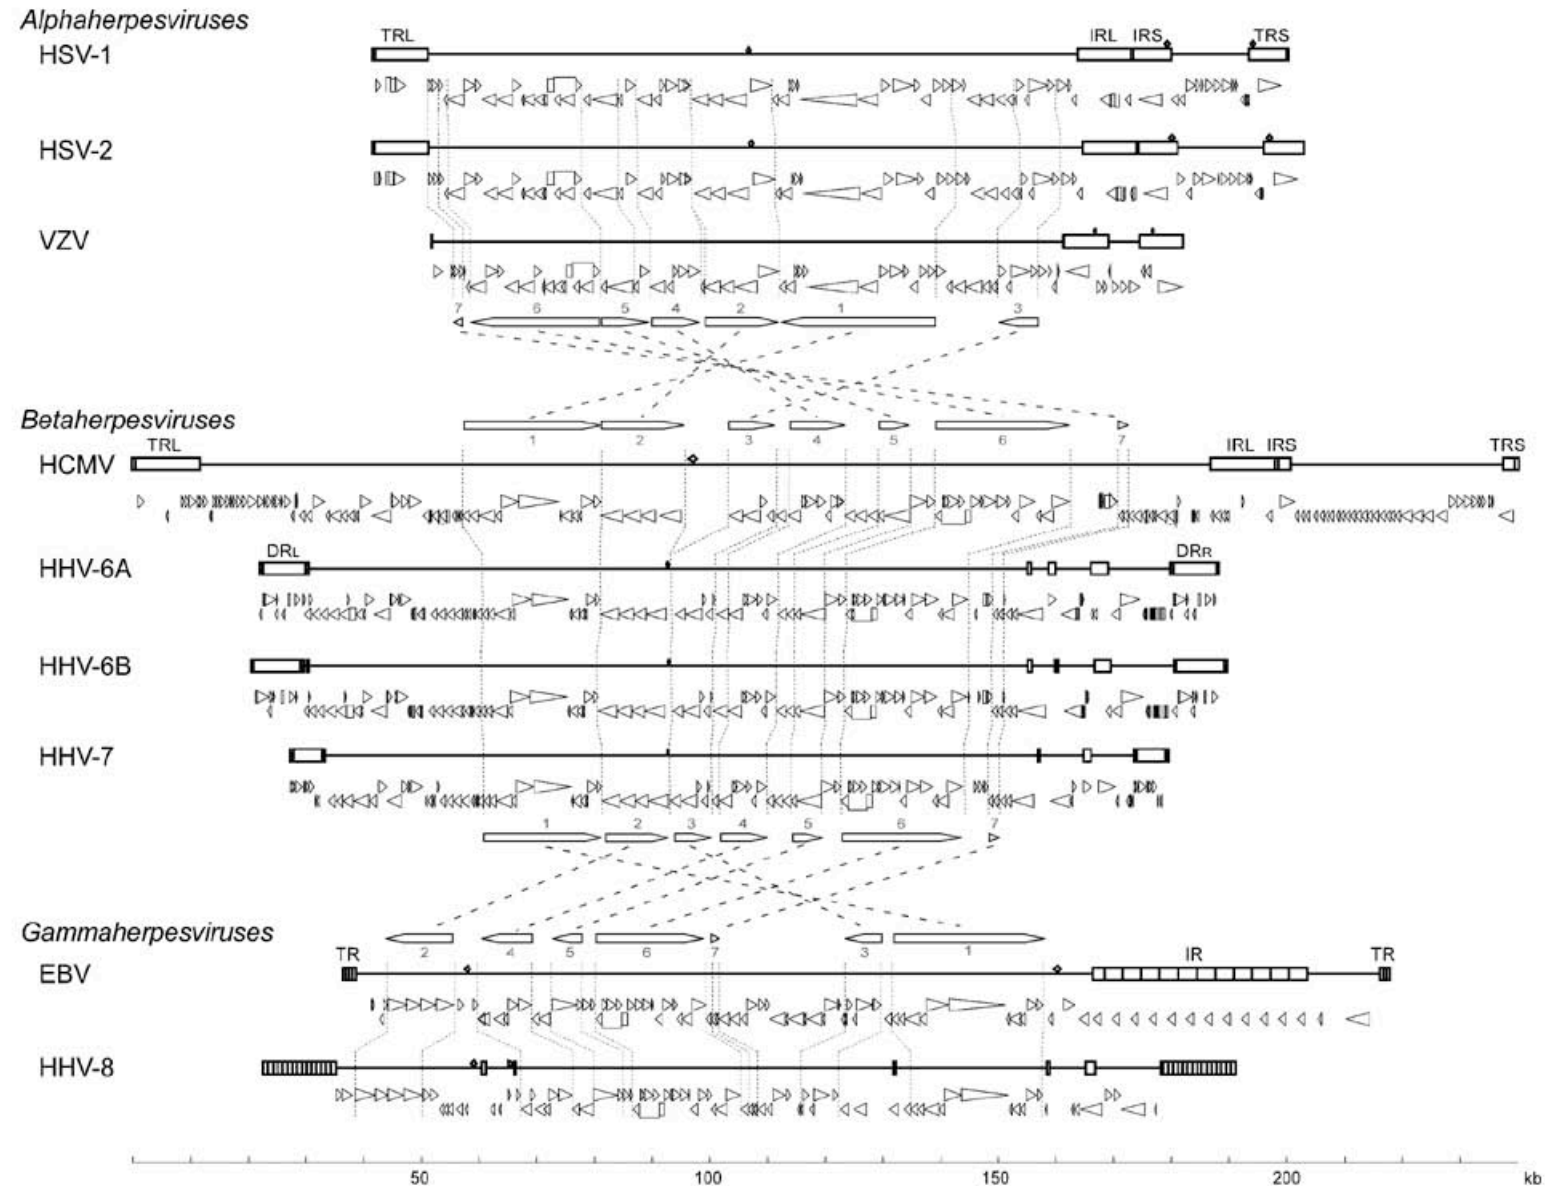 Alphaherpesviruses
TRL IRL IRS TRS
HSV-1
HSV-2
VZV
7 6 5 4 2 1 3
Betaherpesviruses
1 2 3 4 5 6 7
TRL IRL IRS TRS
HCMV
DRL DRR
HHV-6A
HHV-6B
HHV-7
1 2 3 4 5 6 7
Gammaherpesviruses
2 4 5 6 7 3 1
TR IR TR
EBV
HHV-8
50 100 150 200 kb